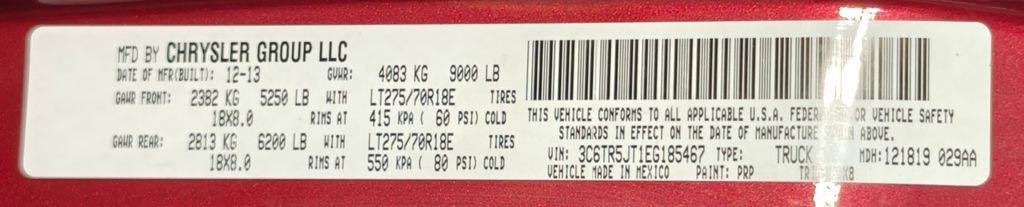 MFD BY CHRYSLER GROUP LLC
DATE OF MFR(BUILT): 12-13 GVWR: 4083 KG 9000 LB
GAWR FRONT: 2382 KG 5250 LB WITH LT275/70R18E TIRES
18X8.0 RIMS AT 415 KPA ( 60 PSI) COLD
GAWR REAR: 2813 KG 6200 LB WITH LT275/70R18E TIRES
18X8.0 RIMS AT 550 KPA ( 80 PSI) COLD
THIS VEHICLE CONFORMS TO ALL APPLICABLE U.S.A. VEHICLE SAFETY
STANDARDS IN EFFECT ON THE DATE OF MANUFACTURE ABOVE.
VIN: 3C6TR5JT1EG185467 TYPE: TRUCK MDH: 121819 029AA
VEHICLE MADE IN MEXICO PAINT: PRP